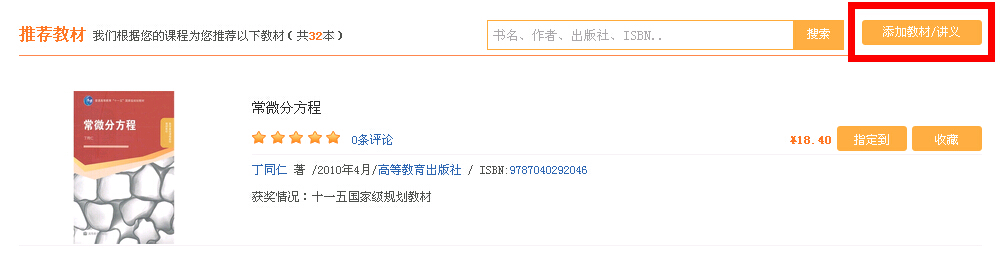 推荐教材 我们根据您的课程为您推荐以下教材（共32本）
书名、作者、出版社、ISBN..
搜索
添加教材/讲义
常微分方程
常微分方程
丁同仁
0条评论
¥18.40
指定到
收藏
丁同仁 著 /2010年4月/高等教育出版社 / ISBN:9787040292046
获奖情况：十一五国家级规划教材